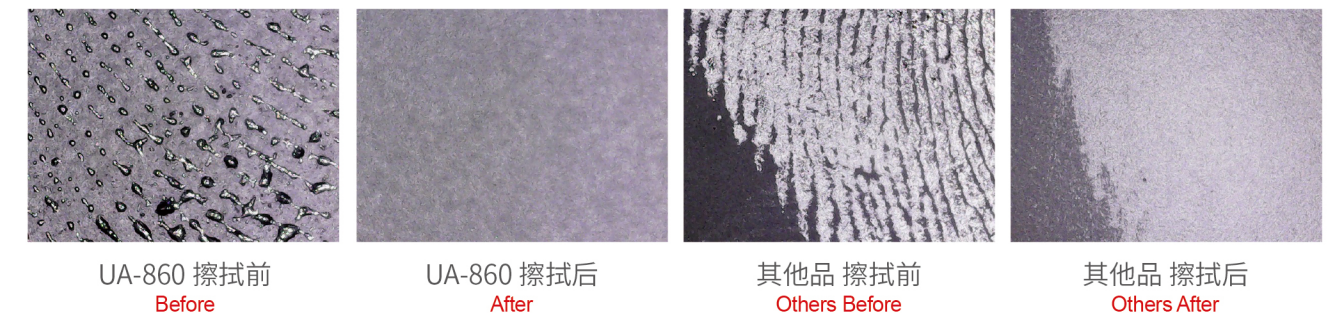 UA-860 擦拭前
Before
UA-860 擦拭后
After
其他品 擦拭前
Others Before
其他品 擦拭后
Others After